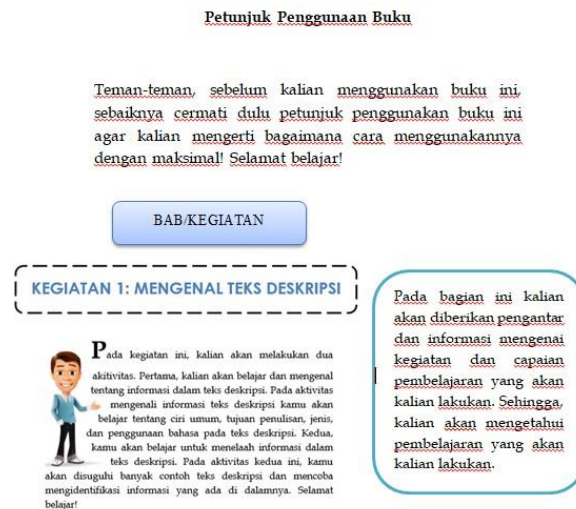 Petunjuk Penggunaan Buku
Teman-teman, sebelum kalian menggunakan buku ini,
sebaiknya cermati dulu petunjuk penggunakan buku ini
agar kalian mengerti bagaimana cara menggunakannya
dengan maksimal! Selamat belajar!
BAB/KEGIATAN
KEGIATAN 1: MENGENAL TEKS DESKRIPSI
Pada kegiatan ini, kalian akan melakukan dua
akitivitas. Pertama, kalian akan belajar dan mengenal
tentang informasi dalam teks deskripsi. Pada aktivitas
mengenali informasi teks deskripsi kamu akan
belajar tentang ciri umum, tujuan penulisan, jenis,
dan penggunaan bahasa pada teks deskripsi. Kedua,
kamu akan belajar untuk menelaah informasi dalam
teks deskripsi. Pada aktivitas kedua ini, kamu
akan disuguhi banyak contoh teks deskripsi dan mencoba
mengidentifikasi informasi yang ada di dalamnya. Selamat
belajar!
Pada bagian ini kalian
akan diberikan pengantar
dan informasi mengenai
kegiatan dan capaian
pembelajaran yang akan
kalian lakukan. Sehingga,
kalian akan mengetahui
pembelajaran yang akan
kalian lakukan.